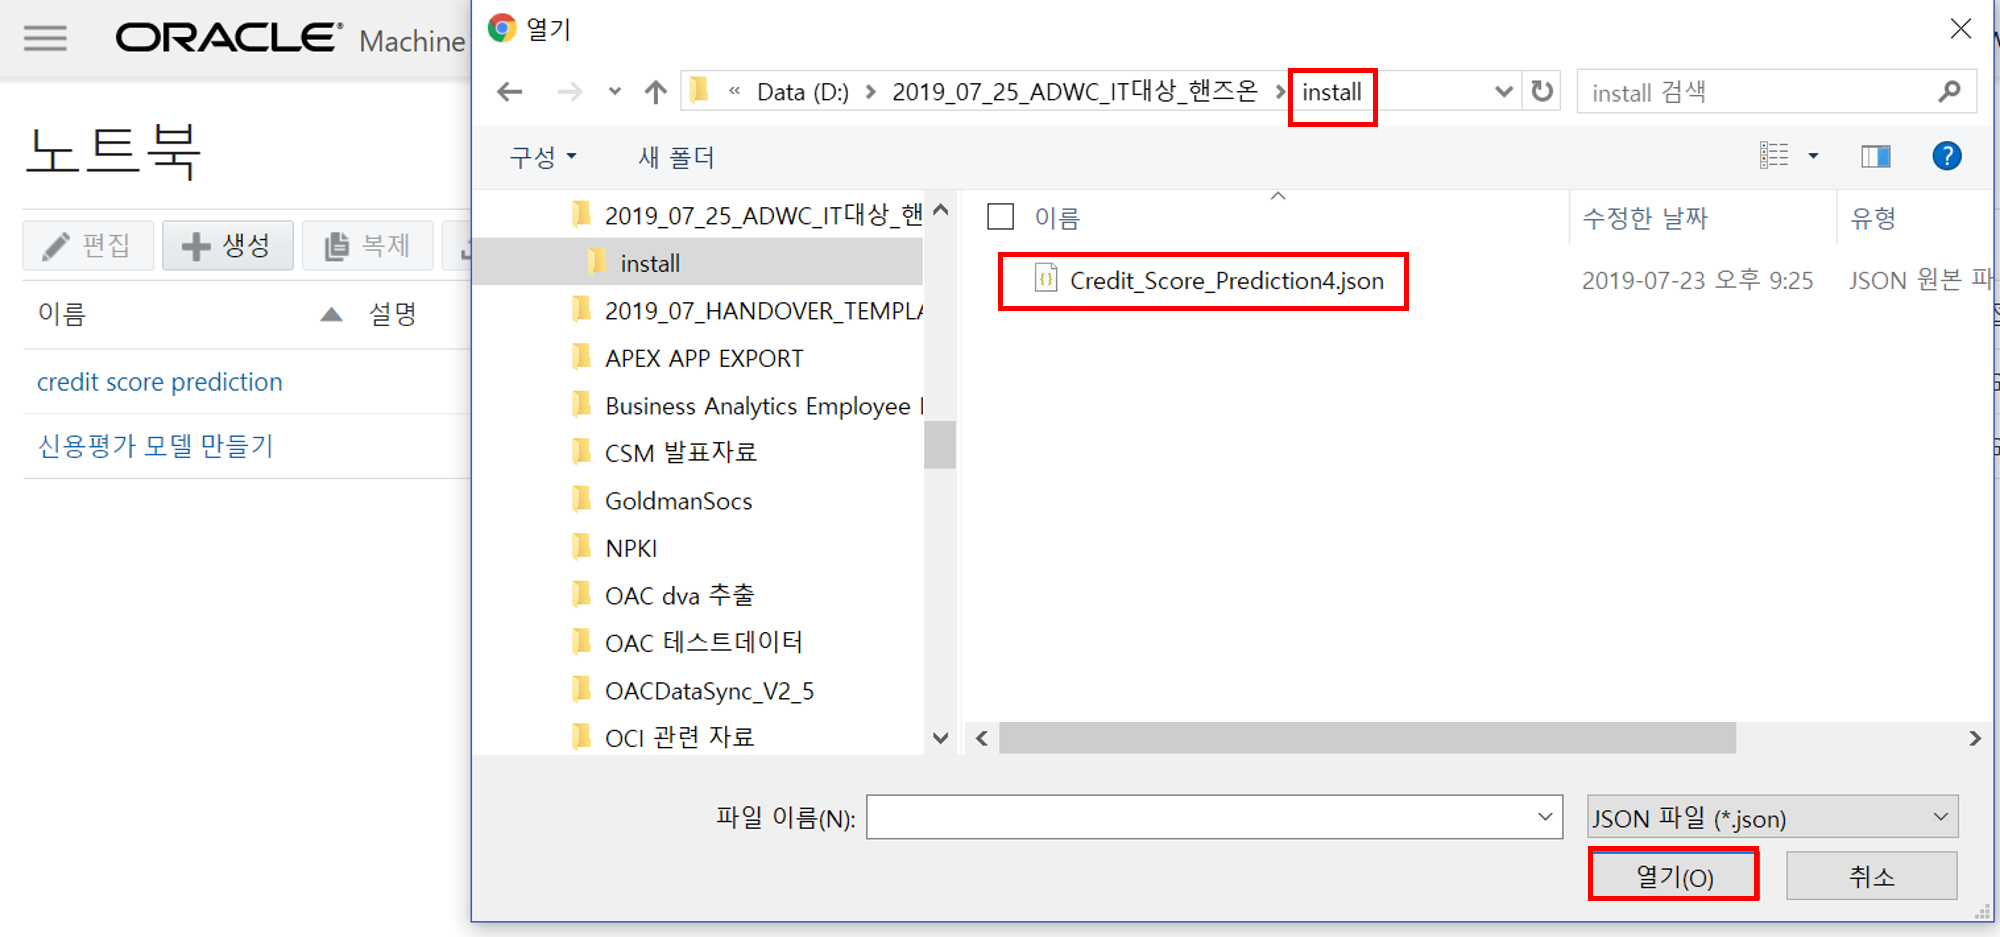 ORACLE® Machine
노트북
편집
생성
복제
이름 설명
credit score prediction
신용평가 모델 만들기
열기
« Data (D:) > 2019_07_25_ADWC_IT대상_핸즈온 > install
install 검색
구성
새 폴더
?
2019_07_25_ADWC_IT대상_핸
install
2019_07_HANDOVER_TEMPLA
APEX APP EXPORT
Business Analytics Employee
CSM 발표자료
GoldmanSocs
NPKI
OAC dva 추출
OAC 테스트데이터
OACDataSync_V2_5
OCI 관련 자료
이름 수정한 날짜 유형
Credit_Score_Prediction4.json 2019-07-23 오후 9:25 JSON 원본 파
파일 이름(N):
JSON 파일 (*.json)
열기(O)
취소